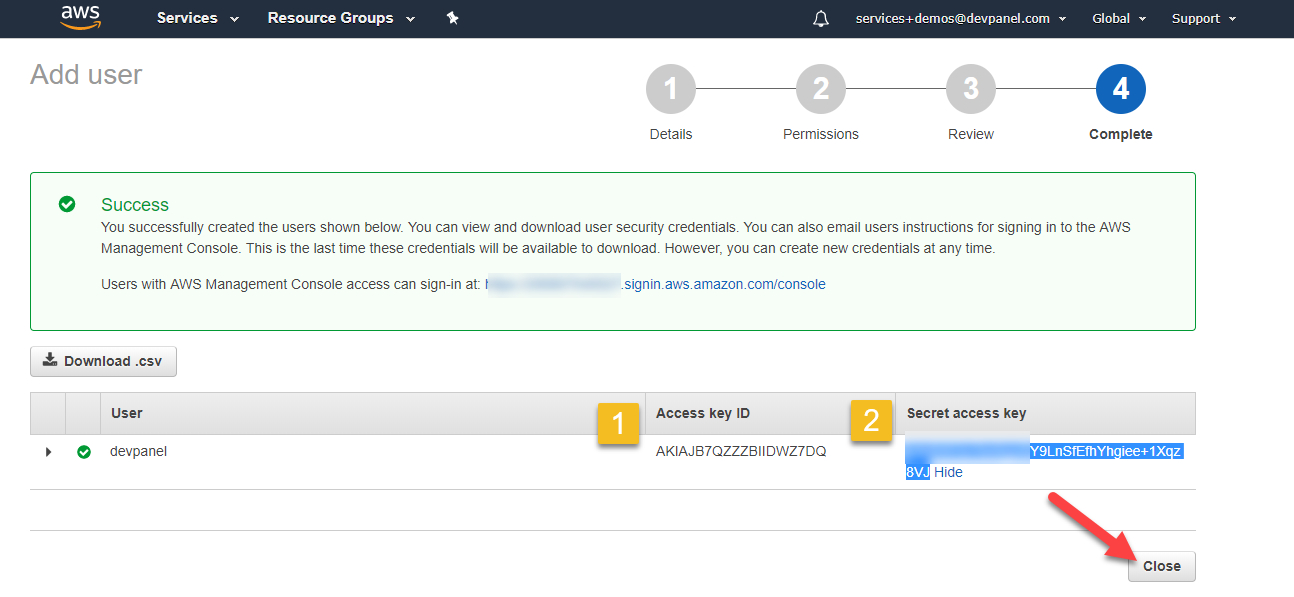 aws
Services
Resource Groups
services+demos@devpanel.com
Global
Support
Add user
1
2
3
4
Details
Permissions
Review
Complete
Success
You successfully created the users shown below. You can view and download user security credentials. You can also email users instructions for signing in to the AWS
Management Console. This is the last time these credentials will be available to download. However, you can create new credentials at any time.
Users with AWS Management Console access can sign-in at: .signin.aws.amazon.com/console
Download .csv
User
1
Access key ID
2
Secret access key
devpanel
AKIAJB7QZZZBIIDWZ7DQ
Y9LnSfEfhYhgiee+1Xqz
8VJ Hide
Close